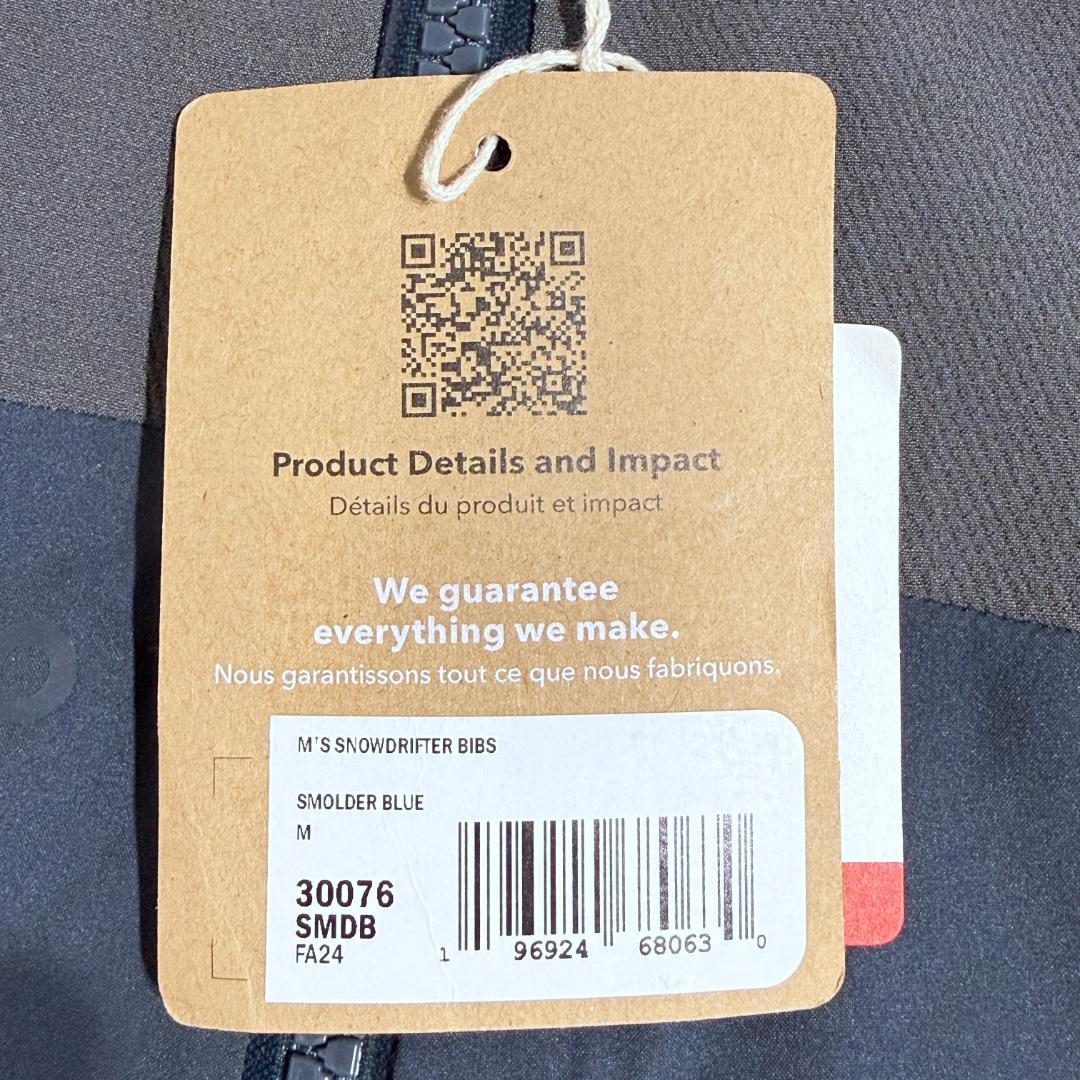 Product Details and Impact
Détails du produit et impact
We guarantee
everything we make.
Nous garantissons tout ce que nous fabriquons.
M'S SNOWDRIFTER BIBS
SMOLDER BLUE
M
30076
SMDB
FA24
1 96924 68063 0